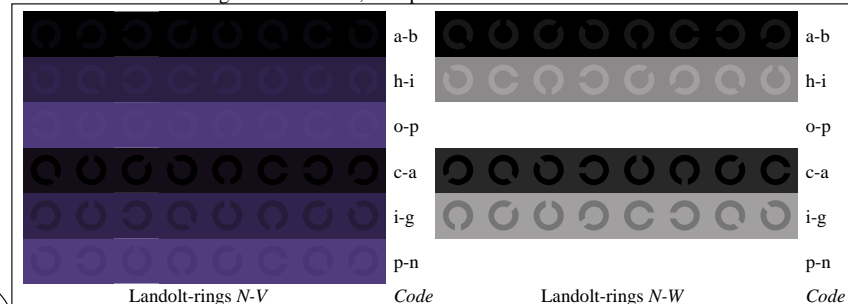 a-b a-b
h-i h-i
o-p o-p
c-a c-a
i-g i-g
p-n p-n
Landolt-rings N-V Code Landolt-rings N-W Code